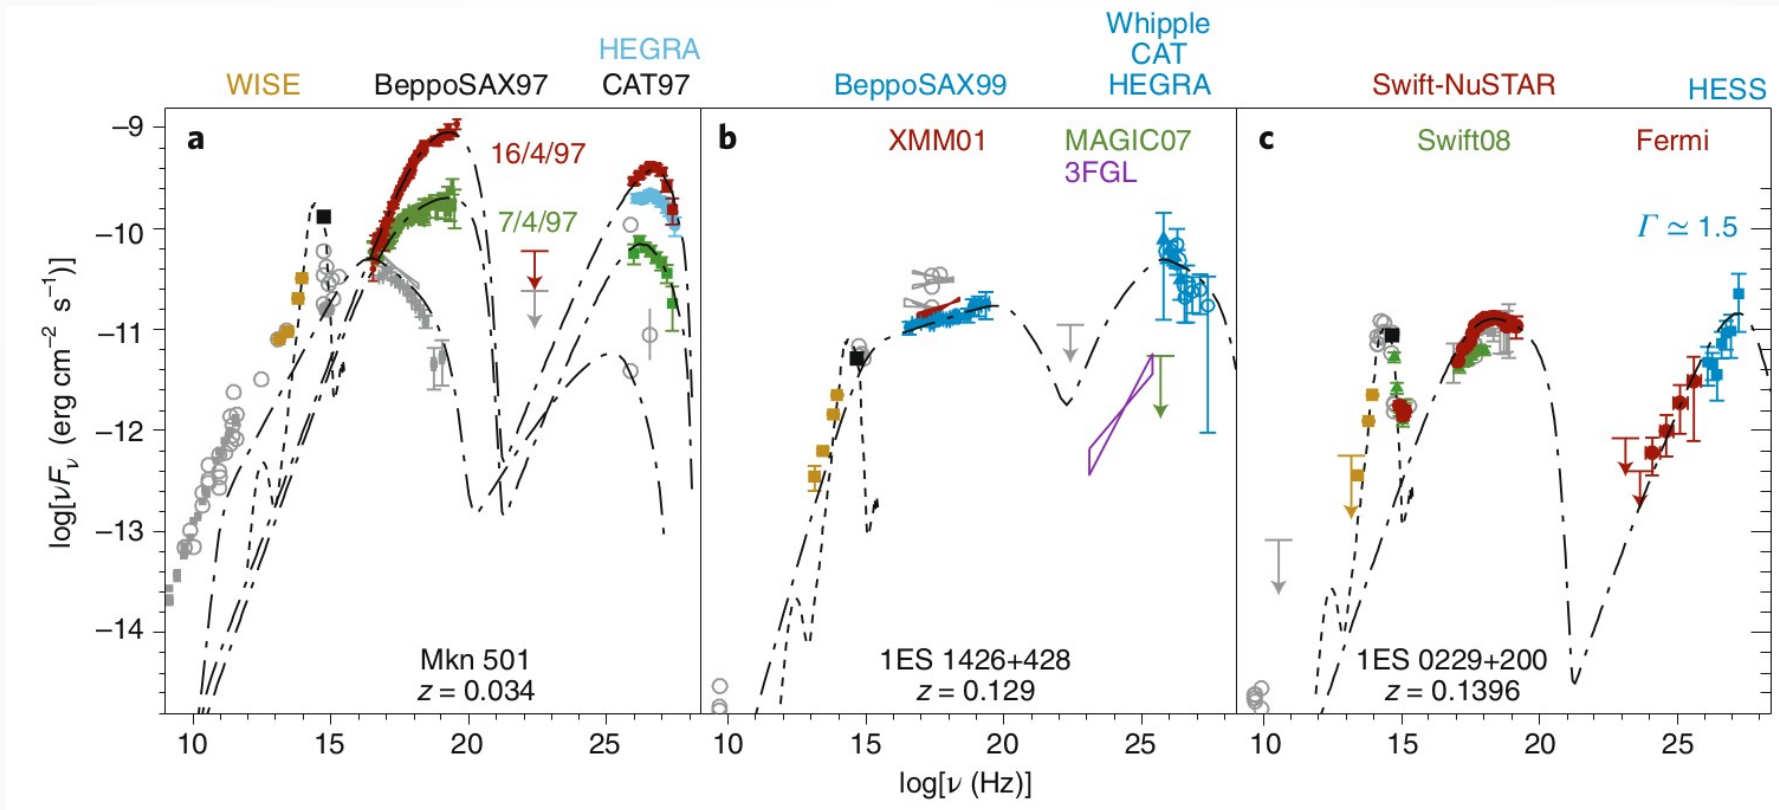 WISE
BeppoSAX97
HEGRA
CAT97
BeppoSAX99
Whipple
CAT
HEGRA
Swift-NuSTAR
HESS
log[νFν (erg cm⁻² s⁻¹)]
−9
−10
−11
−12
−13
−14
a
16/4/97
7/4/97
Mkn 501
z = 0.034
10
15
20
25
b
XMM01
MAGIC07
3FGL
1ES 1426+428
z = 0.129
10
15
20
25
c
Swift08
Fermi
Γ ≃ 1.5
1ES 0229+200
z = 0.1396
10
15
20
25
log[ν (Hz)]